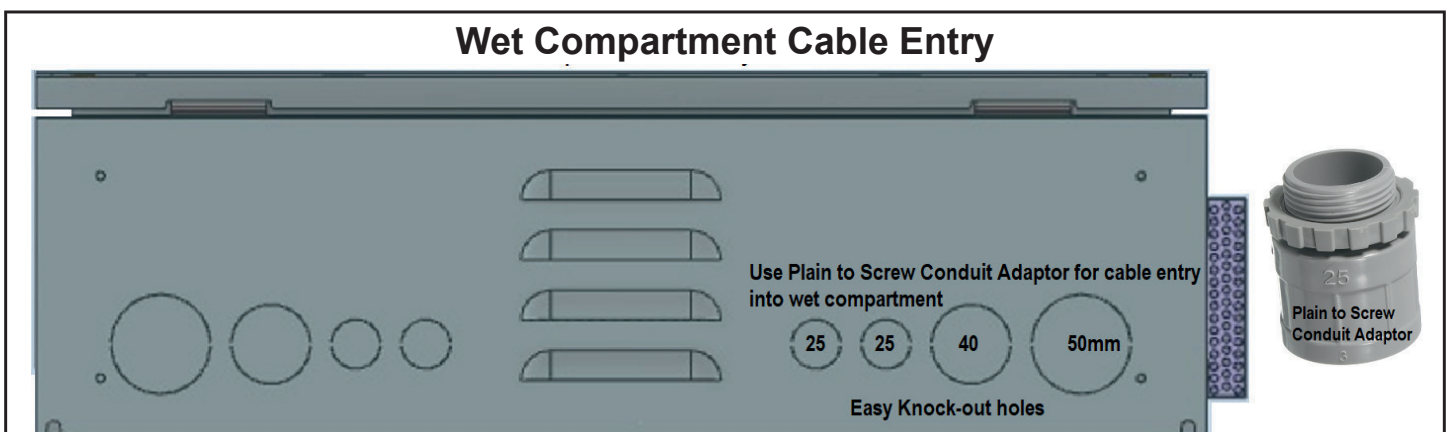 Wet Compartment Cable Entry
Use Plain to Screw Conduit Adaptor for cable entry
into wet compartment
25
25
40
50mm
Easy Knock-out holes
25
Plain to Screw
Conduit Adaptor
3